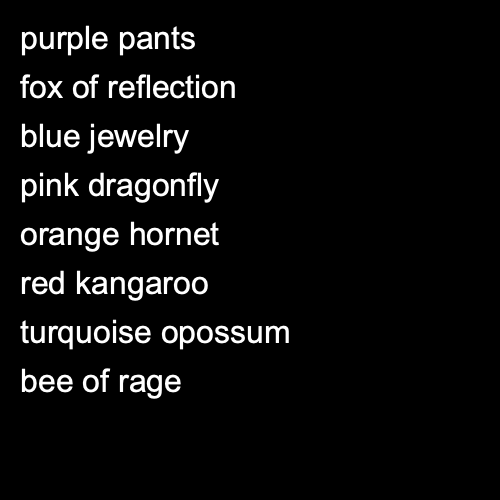 purple pants
fox of reflection
blue jewelry
pink dragonfly
orange hornet
red kangaroo
turquoise opossum
bee of rage